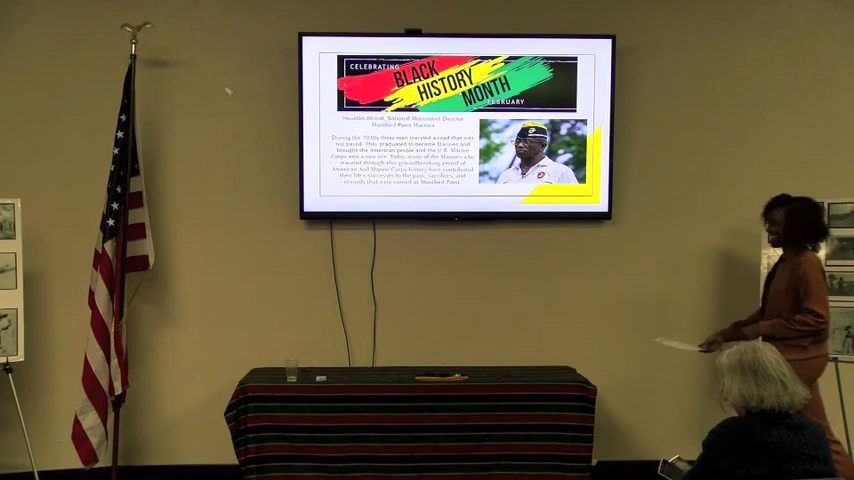 CELEBRATING
BLACK
HISTORY
MONTH
FEBRUARY
Houston Shinal, National Monument Director
Montford Point Marines
During the 1940s these men traveled a road that was
not paved. They graduated to become Marines and
brought the American people and the U.S. Marine
Corps into a new era. Today many of the Marines who
traveled through this groundbreaking period of
American and Marine Corps history have contributed
their life's successes to the pain, sacrifices, and
rewards that were earned at Montford Point.